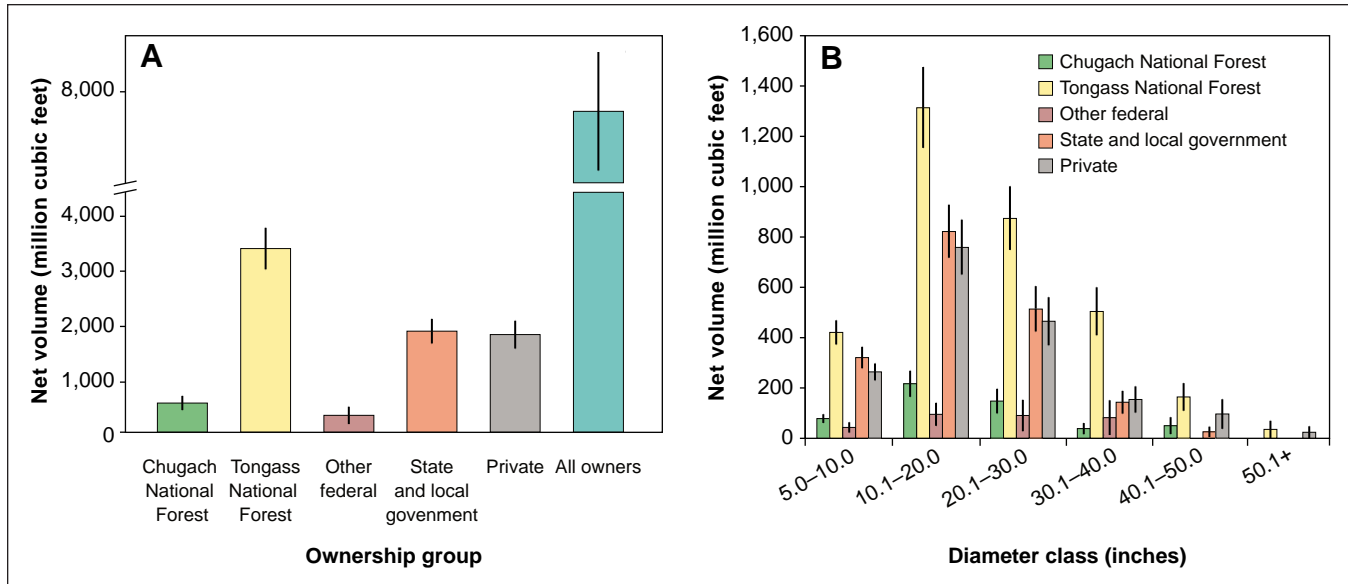 A
Net volume (million cubic feet)
8,000
4,000
3,000
2,000
1,000
0
Chugach National Forest
Tongass National Forest
Other federal
State and local govenment
Private
All owners
Ownership group
B
Net volume (million cubic feet)
1,600
1,400
1,200
1,000
800
600
400
200
0
Chugach National Forest
Tongass National Forest
Other federal
State and local government
Private
5.0–10.0
10.1–20.0
20.1–30.0
30.1–40.0
40.1–50.0
50.1+
Diameter class (inches)